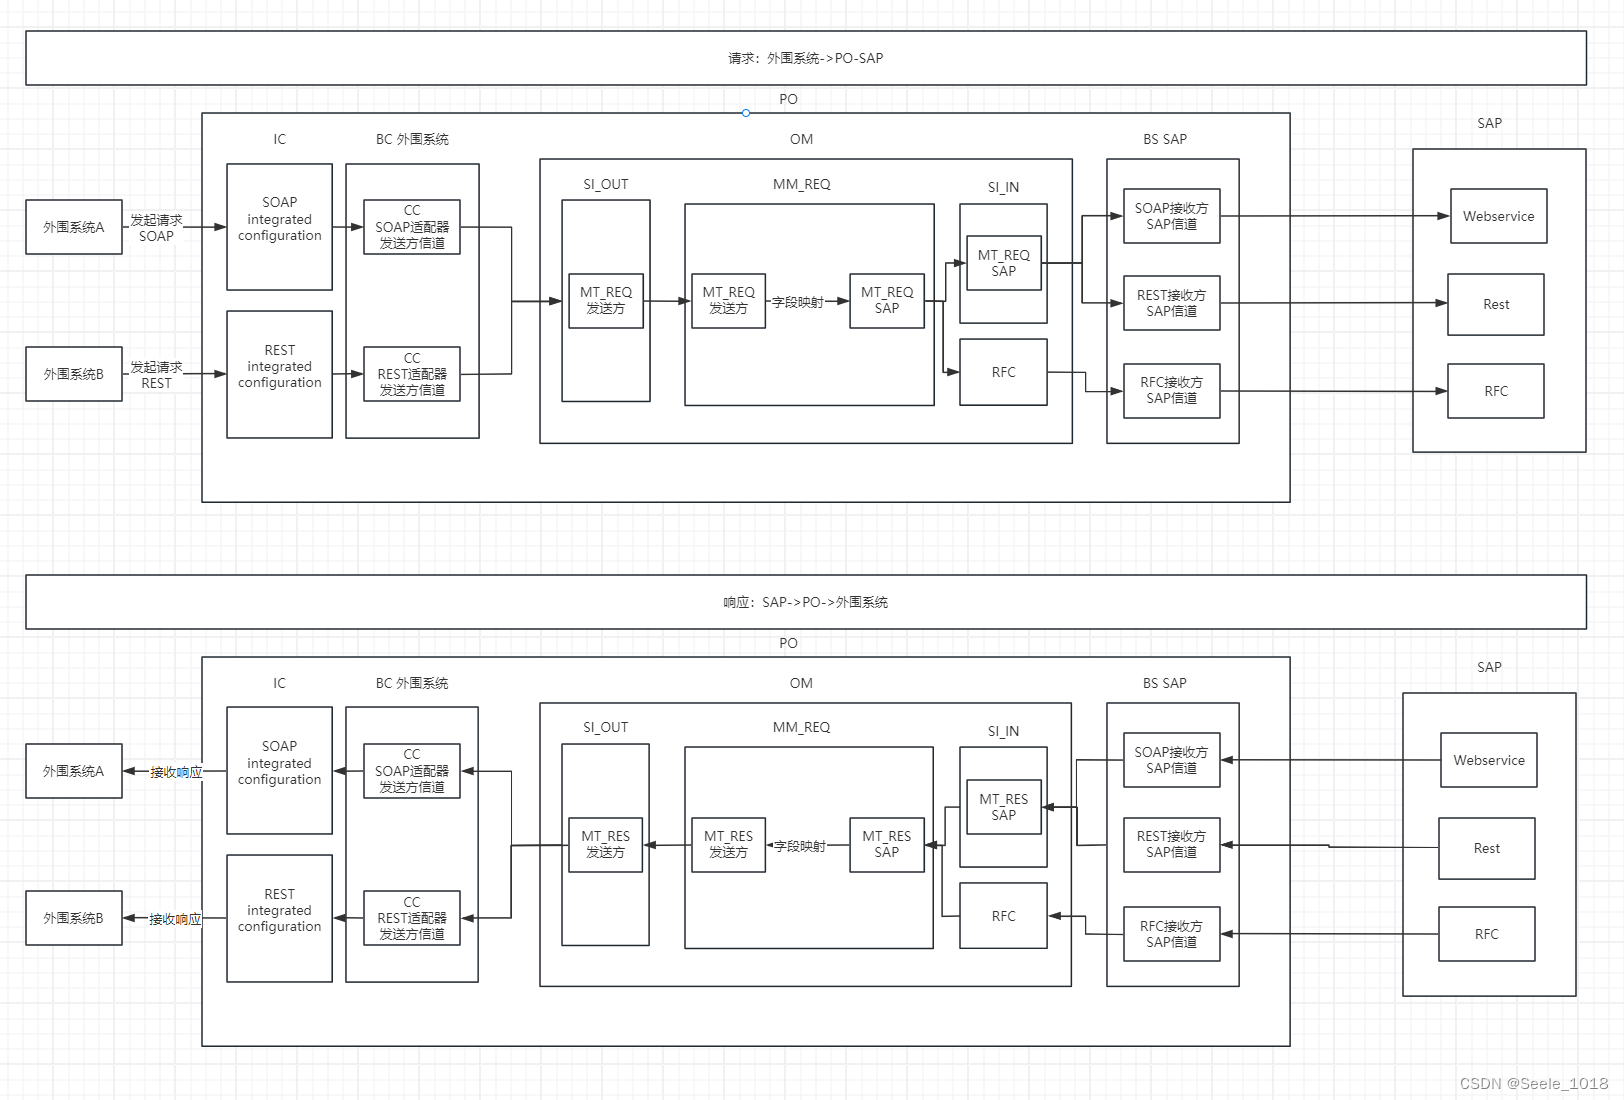 请求：外围系统->PO-SAP
PO
IC
BC 外围系统
OM
BS SAP
SAP
SI_OUT
MM_REQ
SI_IN
外围系统A
发起请求
SOAP
SOAP
integrated
configuration
CC
SOAP适配器
发送方信道
MT_REQ
发送方
MT_REQ
发送方
字段映射
MT_REQ
SAP
MT_REQ
SAP
SOAP接收方
SAP信道
Webservice
REST接收方
SAP信道
Rest
外围系统B
发起请求
REST
REST
integrated
configuration
CC
REST适配器
发送方信道
RFC
RFC接收方
SAP信道
RFC
响应：SAP->PO->外围系统
PO
IC
BC 外围系统
OM
BS SAP
SAP
SI_OUT
MM_REQ
SI_IN
外围系统A
接收响应
SOAP
integrated
configuration
CC
SOAP适配器
发送方信道
MT_RES
发送方
MT_RES
发送方
字段映射
MT_RES
SAP
MT_RES
SAP
SOAP接收方
SAP信道
Webservice
REST接收方
SAP信道
Rest
外围系统B
接收响应
REST
integrated
configuration
CC
REST适配器
发送方信道
RFC
RFC接收方
SAP信道
RFC
CSDN @Seele_1018